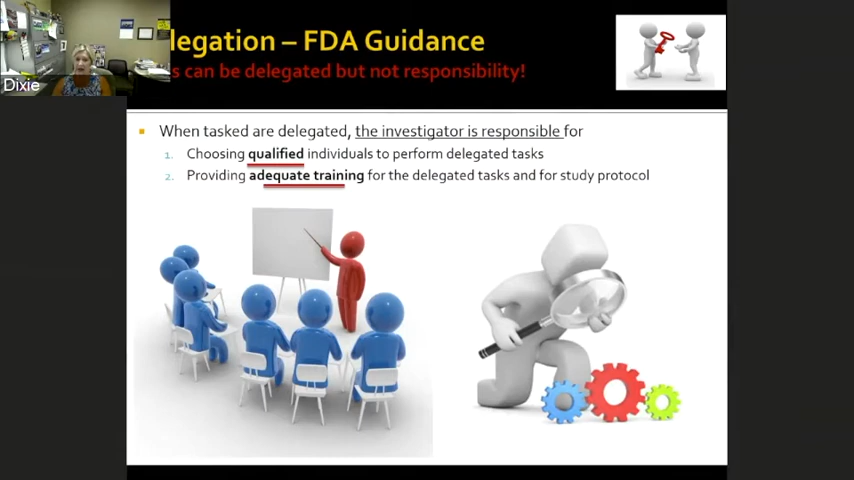 legation – FDA Guidance
s can be delegated but not responsibility!
Dixie
When tasked are delegated, the investigator is responsible for
1. Choosing qualified individuals to perform delegated tasks
2. Providing adequate training for the delegated tasks and for study protocol